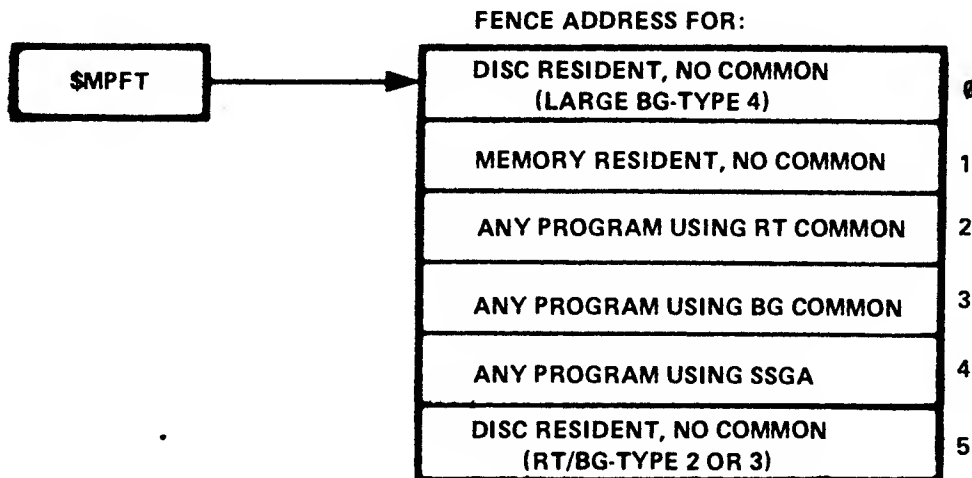 FENCE ADDRESS FOR:
$MPFT
DISC RESIDENT, NO COMMON
(LARGE BG-TYPE 4)
0
MEMORY RESIDENT, NO COMMON
1
ANY PROGRAM USING RT COMMON
2
ANY PROGRAM USING BG COMMON
3
ANY PROGRAM USING SSGA
4
DISC RESIDENT, NO COMMON
(RT/BG-TYPE 2 OR 3)
5